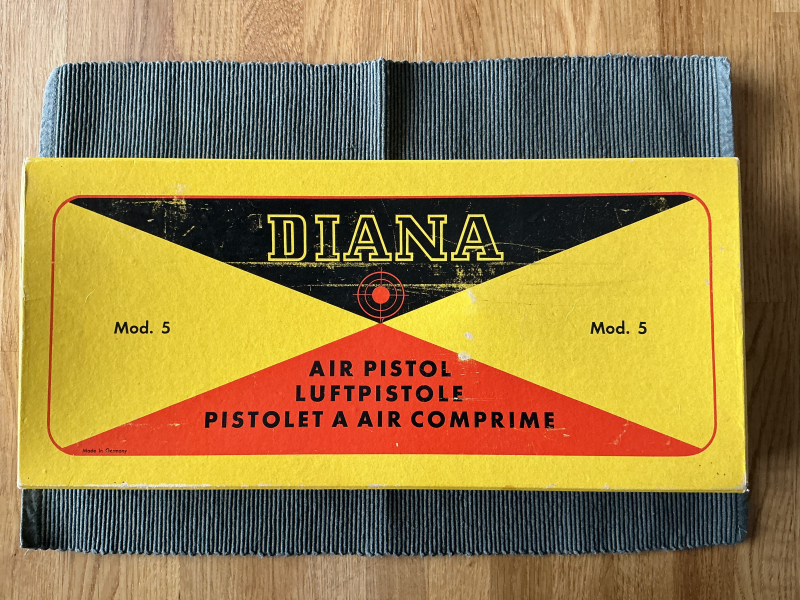 DIANA
Mod. 5
Mod. 5
AIR PISTOL
LUFTPISTOLE
PISTOLET A AIR COMPRIME
Made in Germany